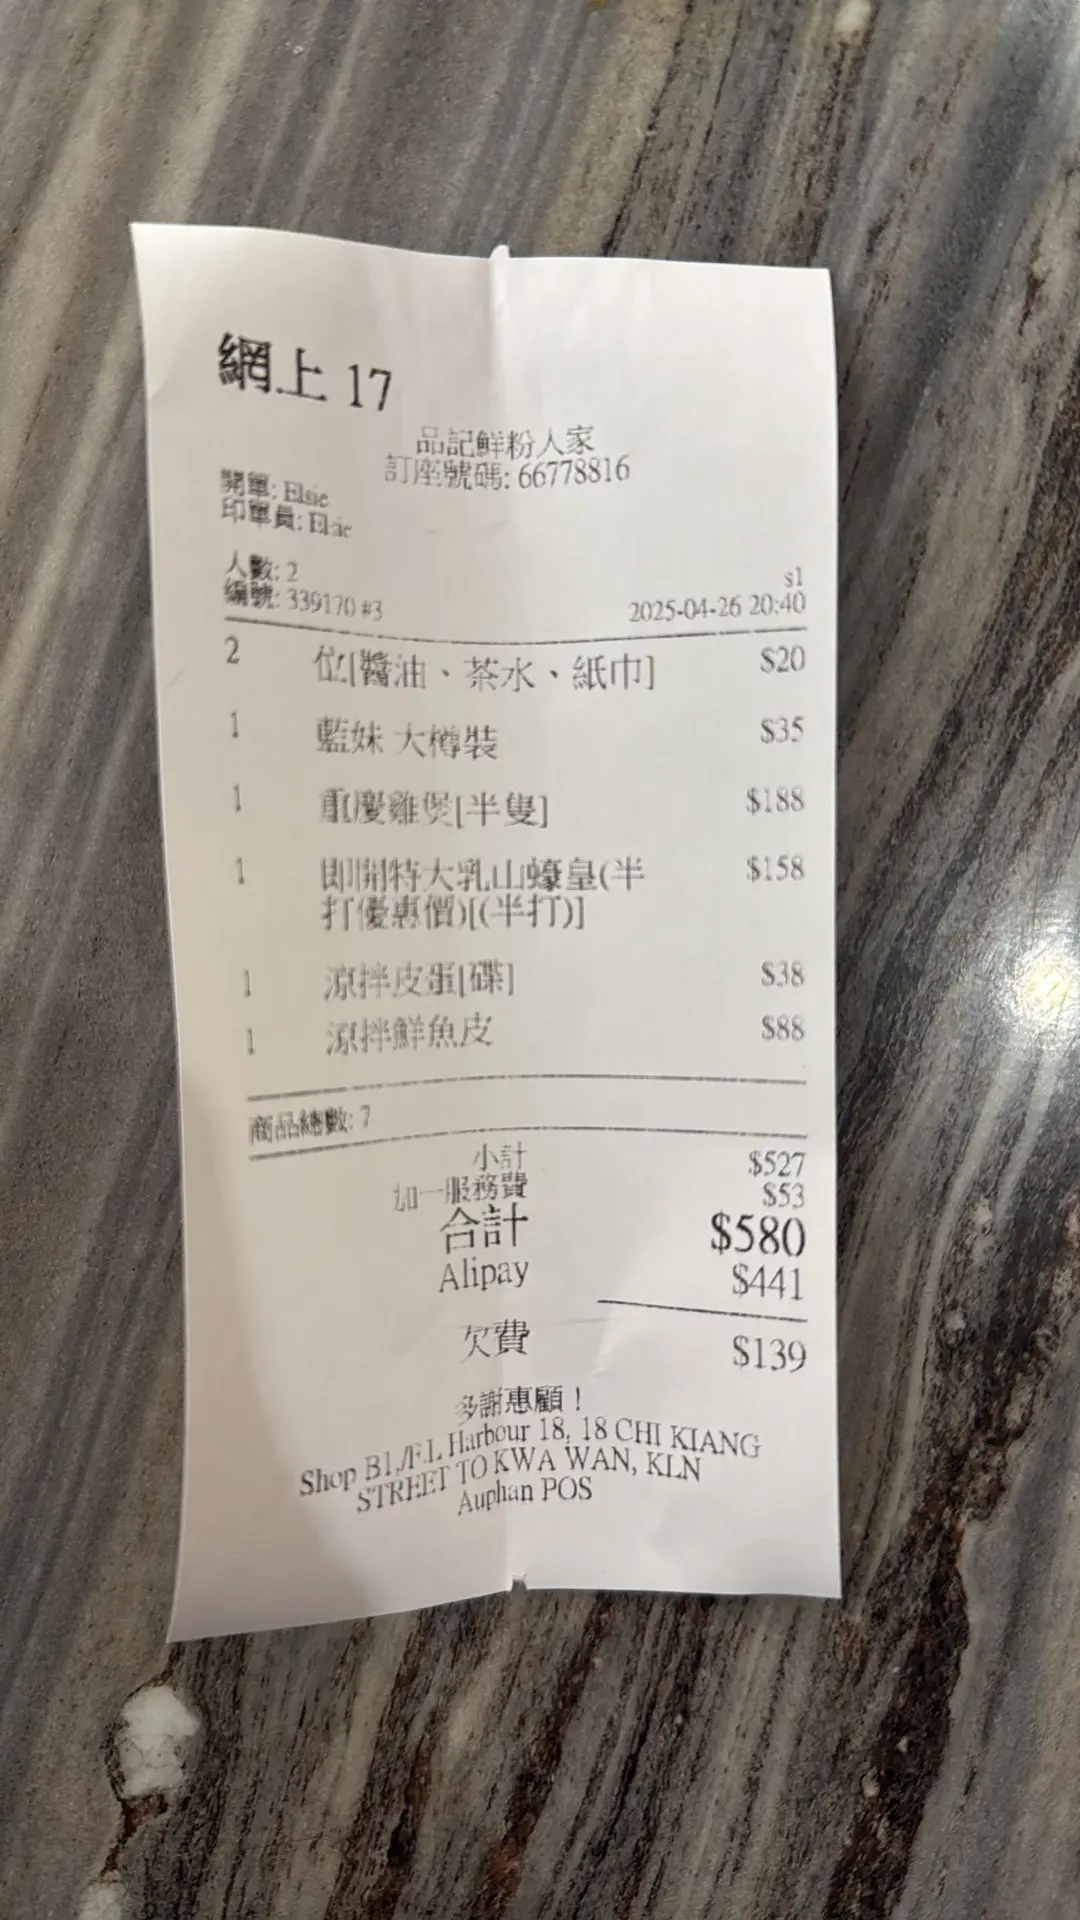 網上 17
品記鮮粉人家
訂座號碼: 66778816
開單: Elsie
印單員: Elsie
人數: 2
s1
編號: 339170 #3
2025-04-26 20:40
2 位[醬油、茶水、紙巾] $20
1 藍妹 大樽裝 $35
1 重慶雞煲[半隻] $188
1 即開特大乳山蠔皇(半 $158
打優惠價)[(半打)]
1 涼拌皮蛋[碟] $38
1 涼拌鮮魚皮 $88
商品總數: 7
小計 $527
加一服務費 $53
合計 $580
Alipay $441
欠費 $139
多謝惠顧！
Shop B1,/F.L Harbour 18, 18 CHI KIANG
STREET TO KWA WAN, KLN
Auphan POS